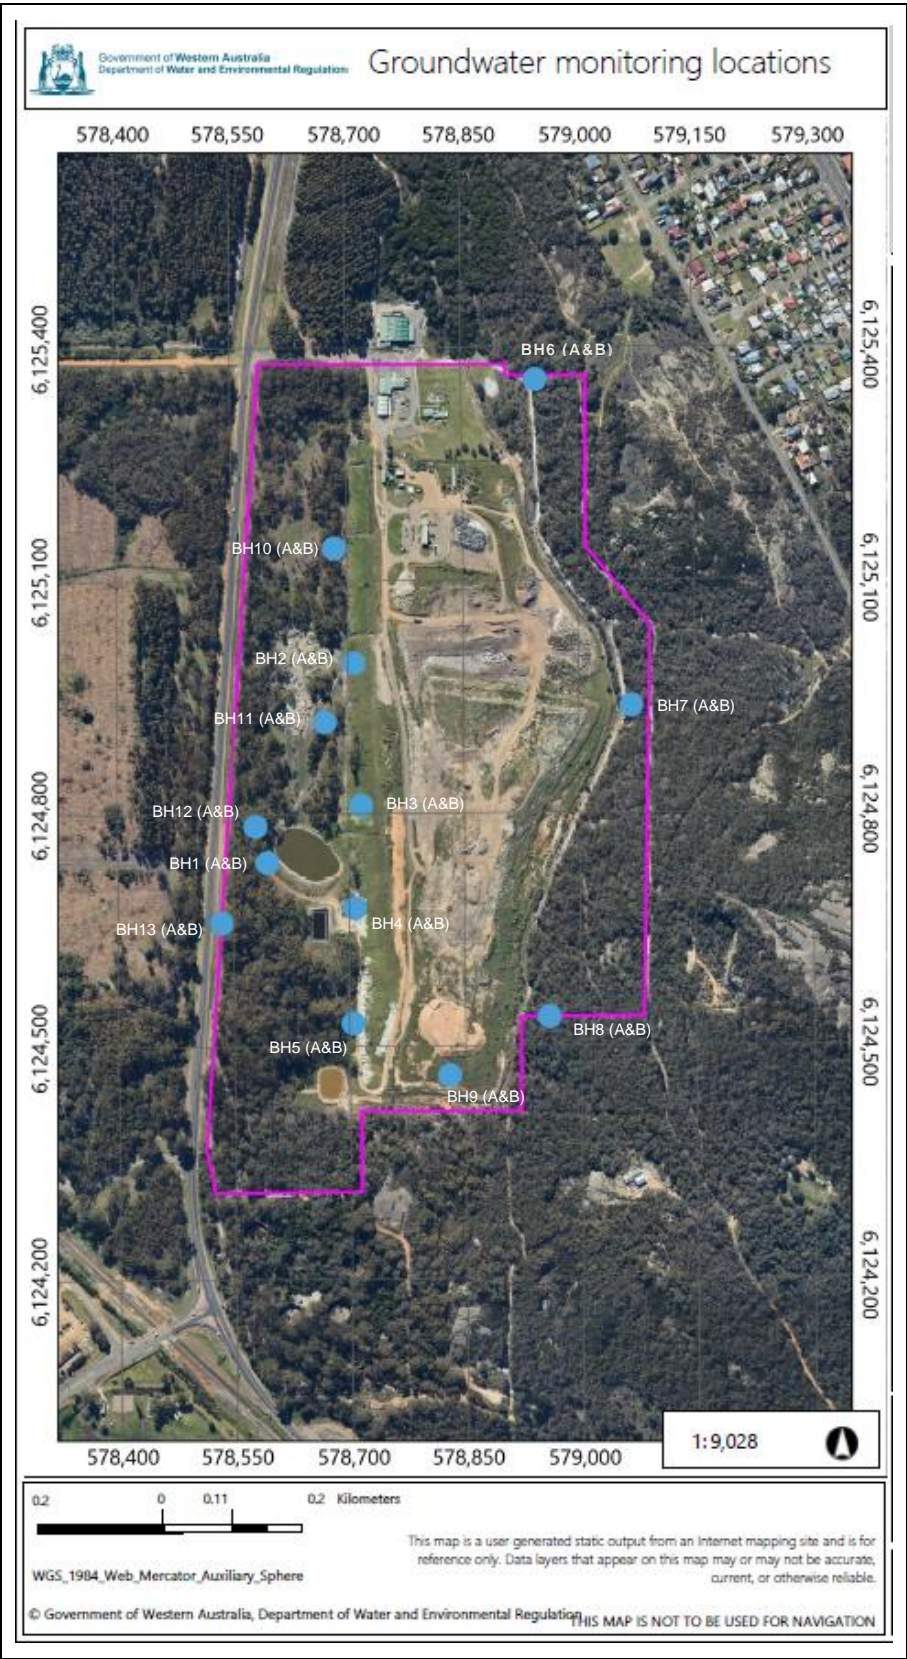 Government of Western Australia
Department of Water and Environmental Regulation
Groundwater monitoring locations
578,400 578,550 578,700 578,850 579,000 579,150 579,300
6,125,400
6,125,400
BH6 (A&B)
BH10 (A&B)
6,125,100
6,125,100
BH2 (A&B)
BH7 (A&B)
BH11 (A&B)
BH3 (A&B)
BH12 (A&B)
6,124,800
6,124,800
BH1 (A&B)
BH4 (A&B)
BH13 (A&B)
BH8 (A&B)
BH5 (A&B)
6,124,500
6,124,500
BH9 (A&B)
6,124,200
6,124,200
578,400 578,550 578,700 578,850 579,000
1:9,028
0.2 0 0.11 0.2 Kilometers
This map is a user generated static output from an Internet mapping site and is for
reference only. Data layers that appear on this map may or may not be accurate,
current, or otherwise reliable.
WGS_1984_Web_Mercator_Auxiliary_Sphere
© Government of Western Australia, Department of Water and Environmental Regulation
THIS MAP IS NOT TO BE USED FOR NAVIGATION